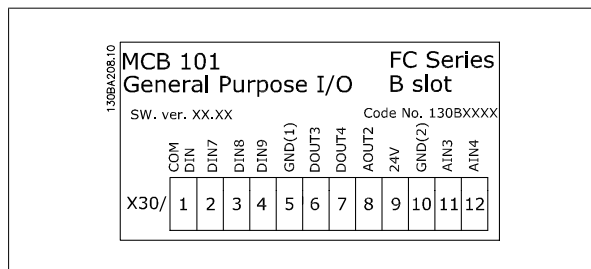 130BA208.10
MCB 101 FC Series
General Purpose I/O B slot
SW. ver. XX.XX Code No. 130BXXXX
COM DIN DIN7 DIN8 DIN9 GND(1) DOUT3 DOUT4 AOUT2 24V GND(2) AIN3 AIN4
X30/ 1 2 3 4 5 6 7 8 9 10 11 12